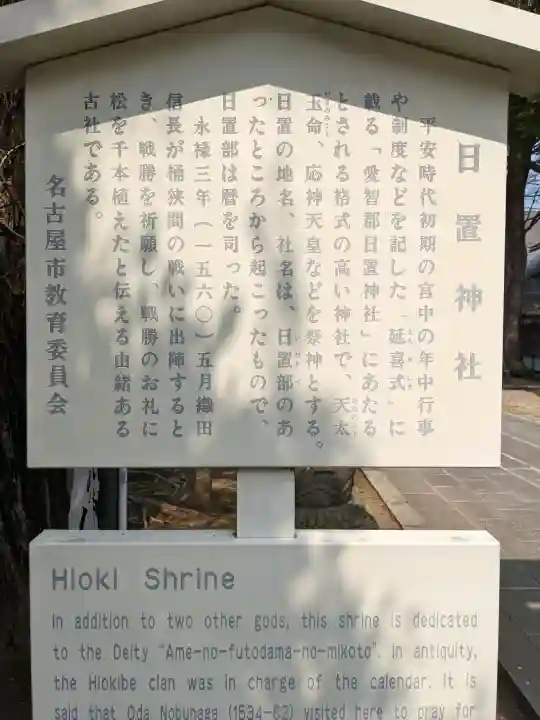 日置神社
平安時代初期の宮中の年中行事
や制度などを記した「延喜式」に
載る「愛智郡日置神社」にあたる
とされる格式の高い神社で、天太
玉命、応神天皇などを祭神とする。
日置の地名、社名は、日置部のあ
ったところから起こったもので、
日置部は暦を司った。
永禄三年(一五六〇)五月織田
信長が桶狭間の戦いに出陣すると
き、戦勝を祈願し、戦勝のお礼に
松を千本植えたと伝える由緒ある
古社である。
名古屋市教育委員会
Hioki Shrine
In addition to two other gods, this shrine is dedicated
to the Deity "Ame-no-futodama-no-mikoto". In antiquity,
the Hiokibe clan was in charge of the calendar. It is
said that Oda Nobunaga (1534-82) visited here to pray for